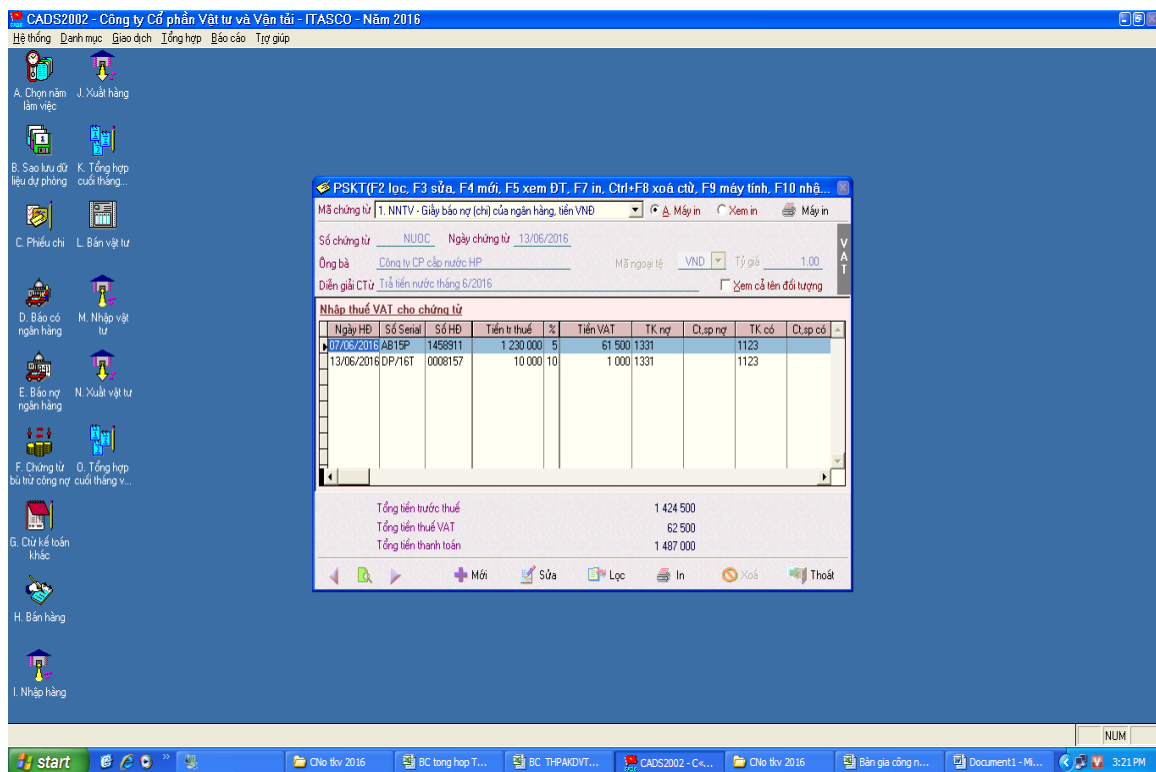 CADS2002 - Công ty Cổ phần Vật tư và Vận tải - ITASCO - Năm 2016
Hệ thống Danh mục Giao dịch Tổng hợp Báo cáo Trợ giúp
A. Chọn năm làm việc
J. Xuất hàng
B. Sao lưu dữ liệu dự phòng
K. Tổng hợp cuối tháng...
C. Phiếu chi
L. Bán vật tư
D. Báo có ngân hàng
M. Nhập vật tư
E. Báo nợ ngân hàng
N. Xuất vật tư
F. Chứng từ bù trừ công nợ
O. Tổng hợp cuối tháng v...
G. Ctừ kế toán khác
H. Bán hàng
I. Nhập hàng
PSKT(F2 lọc, F3 sửa, F4 mới, F5 xem ĐT, F7 in, Ctrl+F8 xoá ctừ, F9 máy tính, F10 nhậ...
Mã chứng từ 1. NNTV - Giấy báo nợ (chi) của ngân hàng, tiền VNĐ A. Máy in Xem in Máy in
Số chứng từ NUOC Ngày chứng từ 13/06/2016
Ông bà Công ty CP cấp nước HP Mã ngoại tệ VND Tỷ giá 1.00
Diễn giải CTừ Trả tiền nước tháng 6/2016 Xem cả tên đối tượng
VAT
Nhập thuế VAT cho chứng từ
Ngày HĐ Số Serial Số HĐ Tiền tr thuế % Tiền VAT TK nợ Ct,sp nợ TK có Ct,sp có
07/06/2016 AB15P 1458911 1 230 000 5 61 500 1331 1123
13/06/2016 DP/16T 0008157 10 000 10 1 000 1331 1123
Tổng tiền trước thuế 1 424 500
Tổng tiền thuế VAT 62 500
Tổng tiền thanh toán 1 487 000
Mới Sửa Lọc In Xoá Thoát
NUM
start CNo tkv 2016 BC tong hop T... BC THPAKDVT... CADS2002 - C«... CNo tkv 2016 Bản gia công n... Document1 - Mi... 3:21 PM